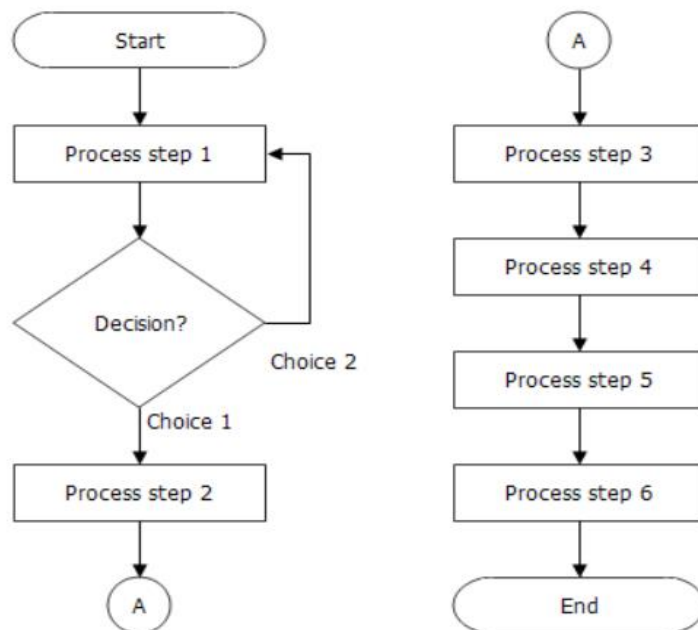 Start
Process step 1
Decision?
Choice 2
Choice 1
Process step 2
A
A
Process step 3
Process step 4
Process step 5
Process step 6
End